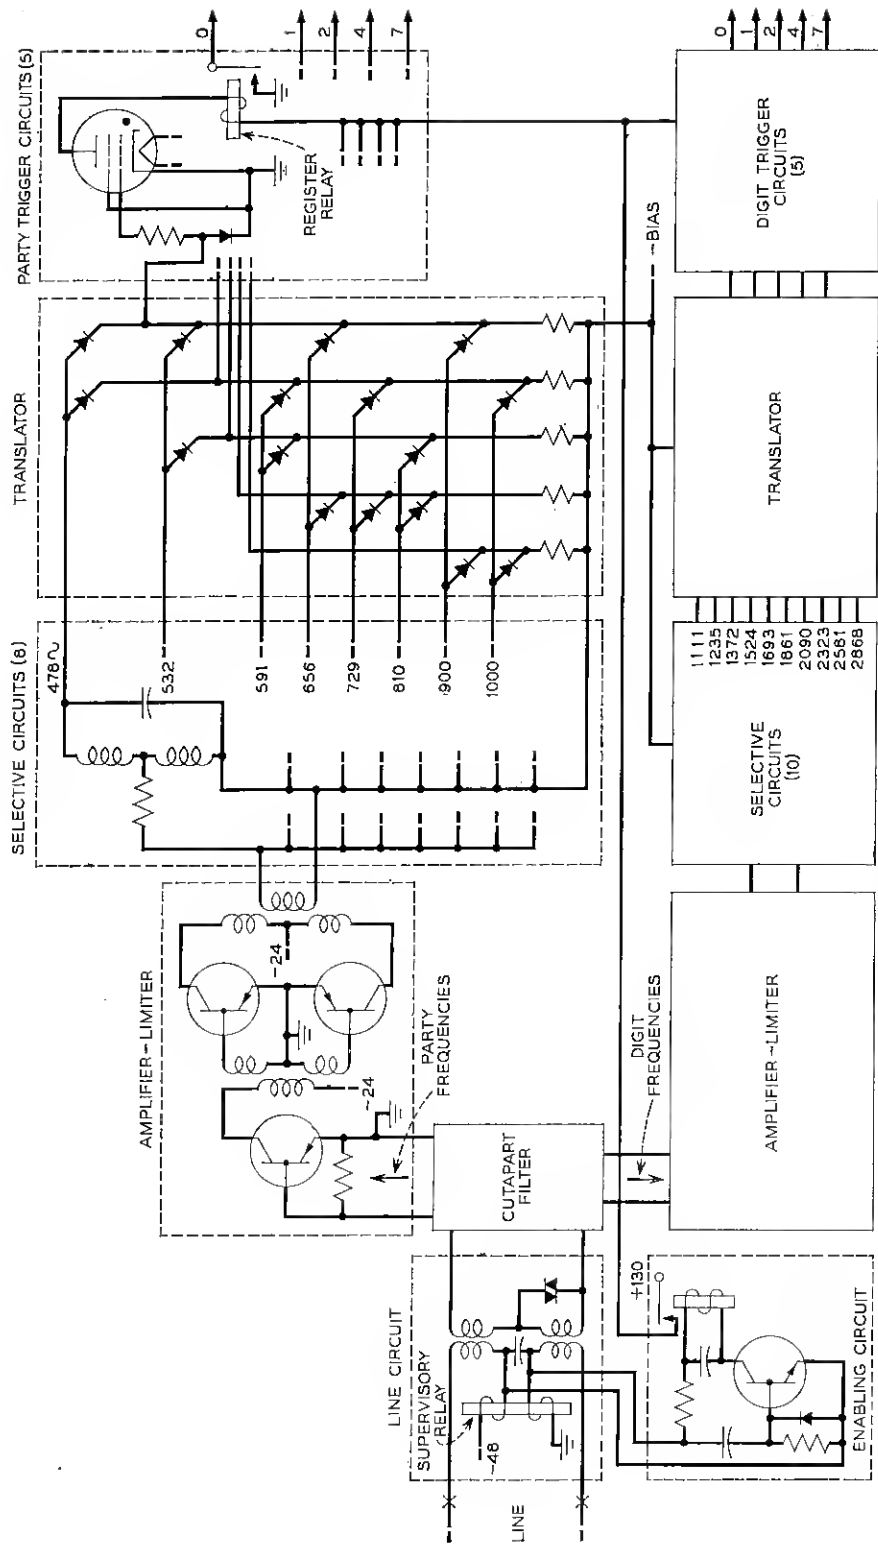 PARTY TRIGGER CIRCUITS (5)
0
1
2
4
7
REGISTER
RELAY
TRANSLATOR
SELECTIVE CIRCUITS (8)
478~
532
591
656
729
810
900
1000
AMPLIFIER-LIMITER
-24
-24
PARTY
FREQUENCIES
CUTAPART
FILTER
DIGIT
FREQUENCIES
LINE CIRCUIT
SUPERVISORY
RELAY
-48
LINE
+130
ENABLING CIRCUIT
AMPLIFIER-LIMITER
SELECTIVE
CIRCUITS
(10)
1111
1235
1372
1524
1693
1861
2090
2323
2581
2868
TRANSLATOR
-BIAS
DIGIT TRIGGER
CIRCUITS
(5)
0
1
2
4
7